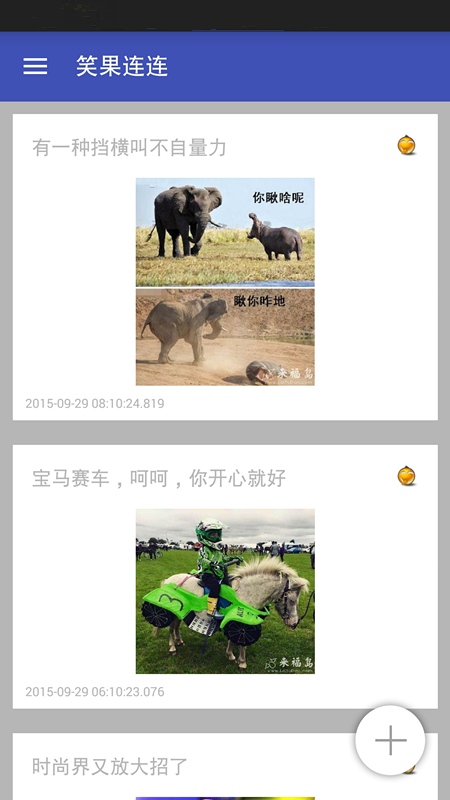 笑果连连
有一种挡横叫不自量力
你瞅啥呢
瞅你咋地
来福岛
2015-09-29 08:10:24.819
宝马赛车，呵呵，你开心就好
来福岛
2015-09-29 06:10:23.076
时尚界又放大招了